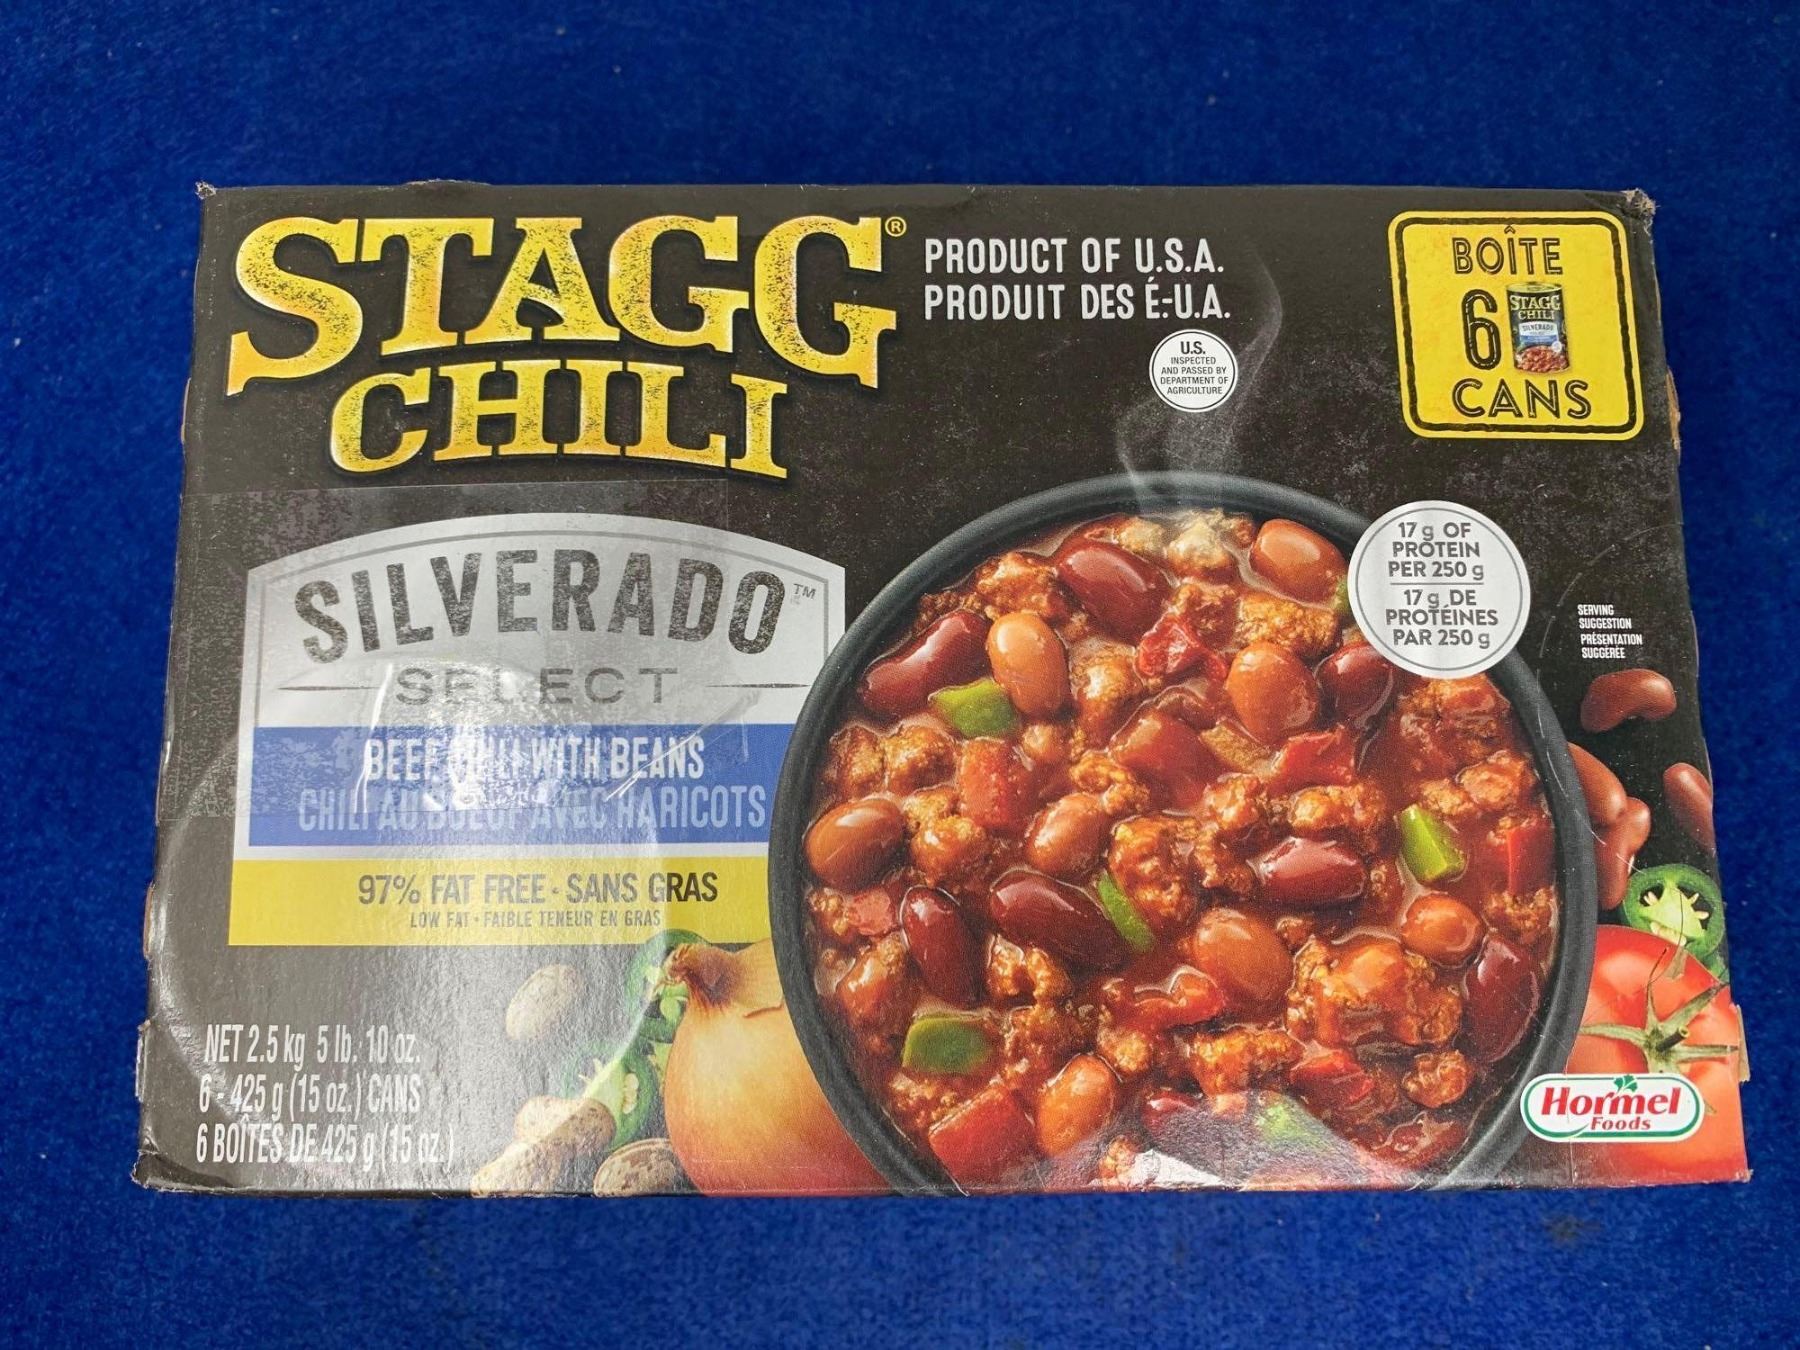 STAGG®
CHILI
PRODUCT OF U.S.A.
PRODUIT DES É-U.A.
U.S.
INSPECTED
AND PASSED BY
DEPARTMENT OF
AGRICULTURE
BOÎTE
6
STAGG
CHILI
SILVERADO
CANS
SILVERADO™
SELECT
BEEF CHILI WITH BEANS
CHILI AU BOEUF AVEC HARICOTS
97% FAT FREE • SANS GRAS
LOW FAT • FAIBLE TENEUR EN GRAS
17 g OF
PROTEIN
PER 250 g
17 g DE
PROTÉINES
PAR 250 g
SERVING
SUGGESTION
PRÉSENTATION
SUGGÉRÉE
NET 2.5 kg 5 lb. 10 oz.
6 - 425 g (15 oz.) CANS
6 BOÎTES DE 425 g (15 oz.)
Hormel
Foods